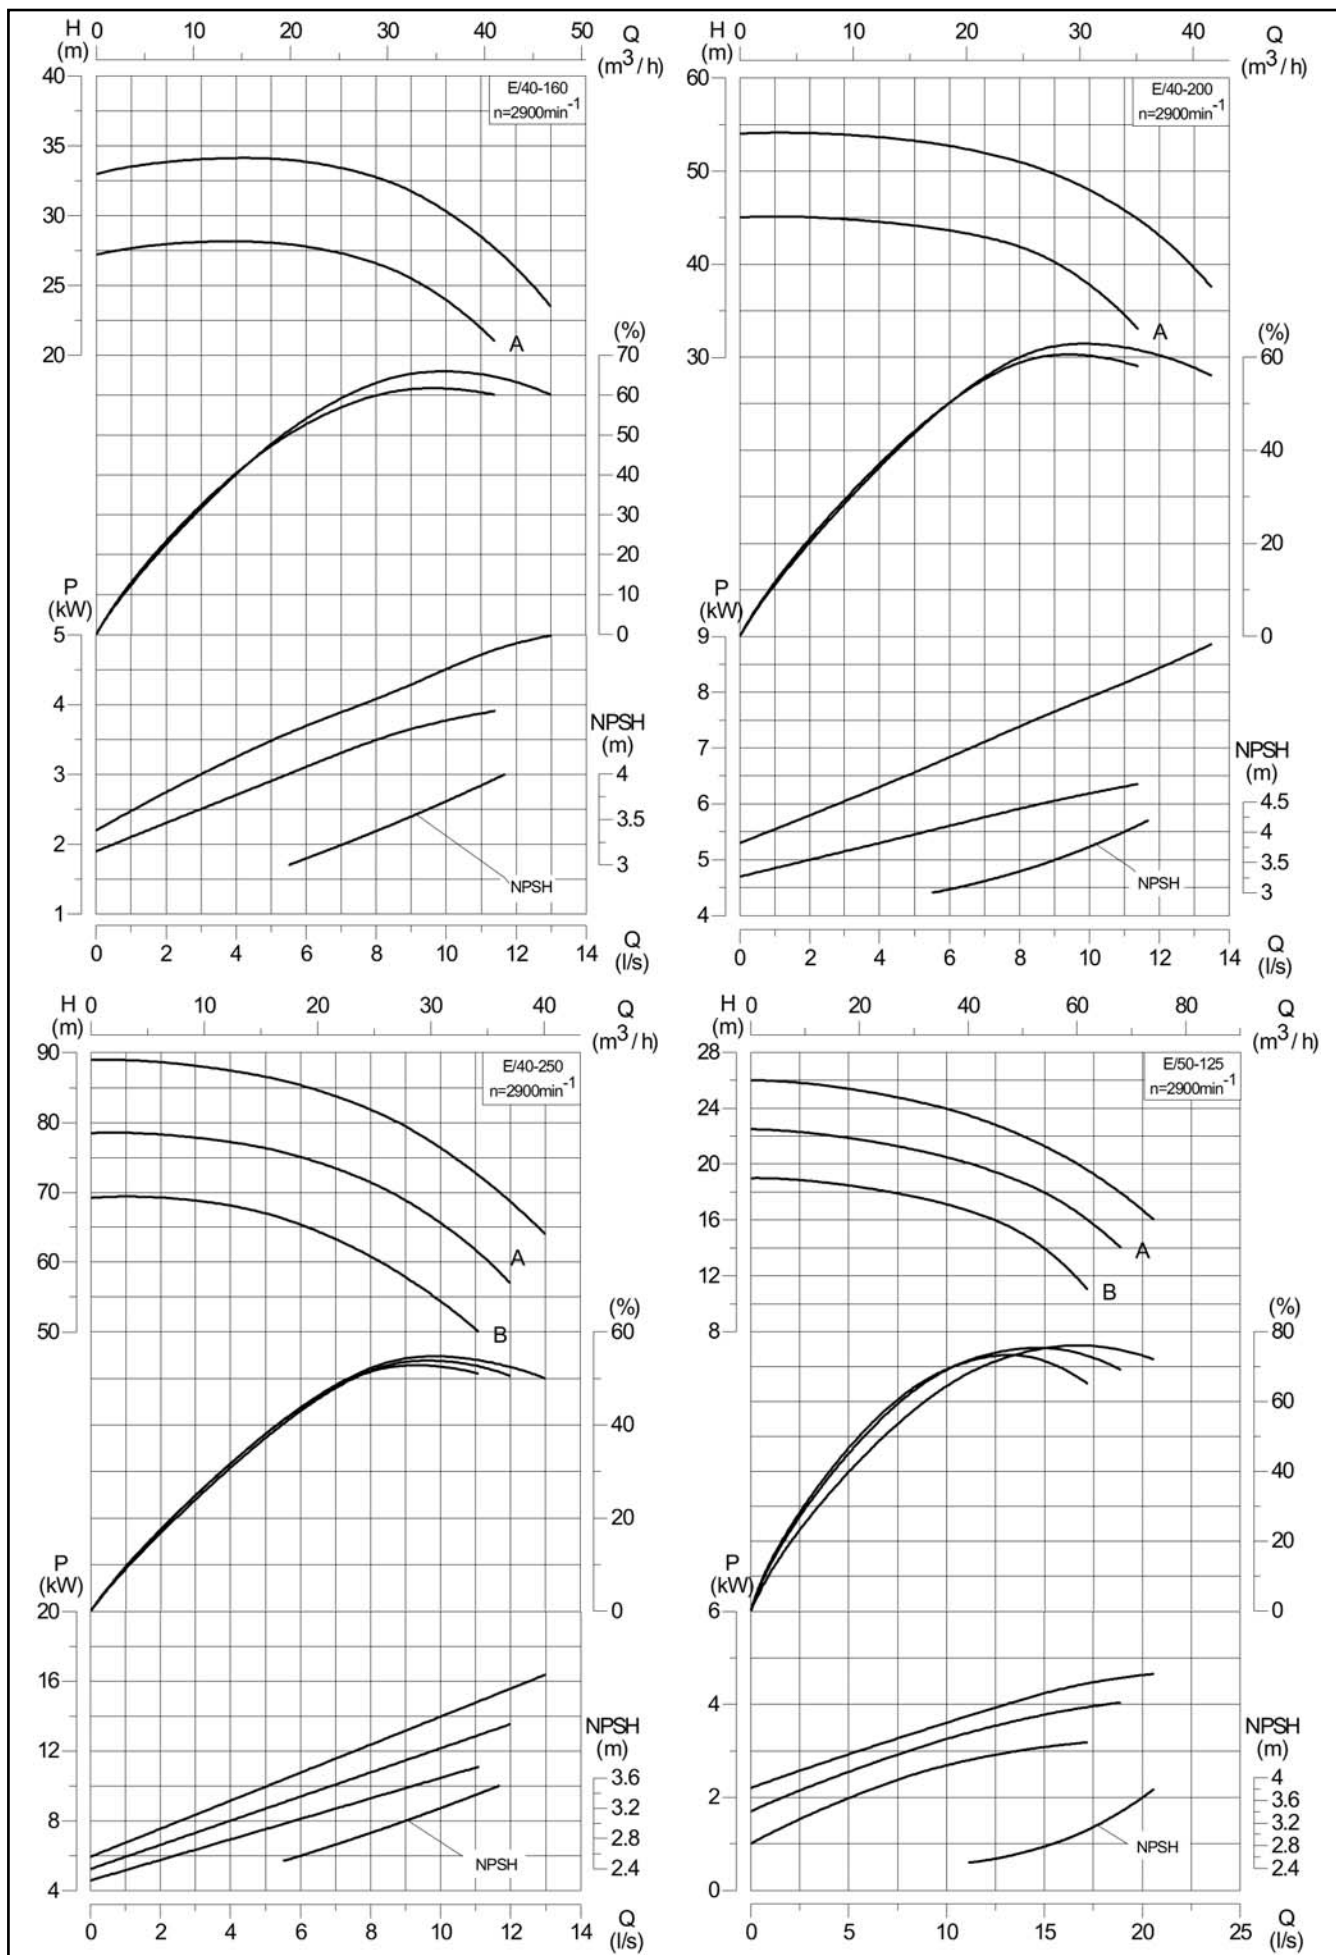 H 0 10 20 30 40 50 Q
(m) (m3/h)
E/40-160
n=2900min-1
40
35
30
25
20
A
(%)
70
60
50
40
30
20
10
0
P
(kW)
5
4
3
2
1
NPSH
(m)
4
3.5
3
NPSH
0 2 4 6 8 10 12 14 Q
(l/s)
H 0 10 20 30 40 Q
(m) (m3/h)
E/40-200
n=2900min-1
60
50
40
30
A
(%)
60
40
20
0
P
(kW)
9
8
7
6
5
4
NPSH
(m)
4.5
4
3.5
3
NPSH
0 2 4 6 8 10 12 14 Q
(l/s)
H 0 10 20 30 40 Q
(m) (m3/h)
E/40-250
n=2900min-1
90
80
70
60
50
A
B
(%)
60
40
20
0
P
(kW)
20
16
12
8
4
NPSH
(m)
3.6
3.2
2.8
2.4
NPSH
0 2 4 6 8 10 12 14 Q
(l/s)
H 0 20 40 60 80 Q
(m) (m3/h)
E/50-125
n=2900min-1
28
24
20
16
12
8
A
B
(%)
80
60
40
20
0
P
(kW)
6
4
2
0
NPSH
(m)
4
3.6
3.2
2.8
2.4
NPSH
0 5 10 15 20 25 Q
(l/s)